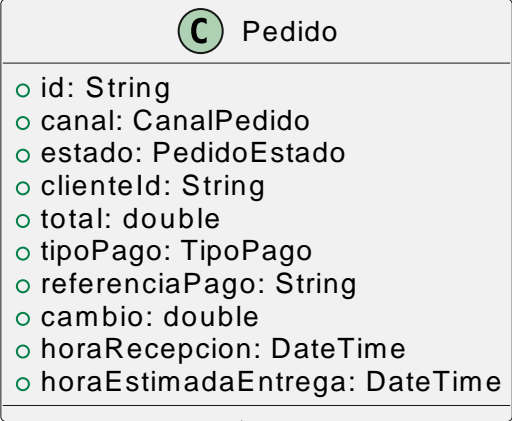 C Pedido
id: String
canal: CanalPedido
estado: PedidoEstado
clienteId: String
total: double
tipoPago: TipoPago
referenciaPago: String
cambio: double
horaRecepcion: DateTime
horaEstimadaEntrega: DateTime